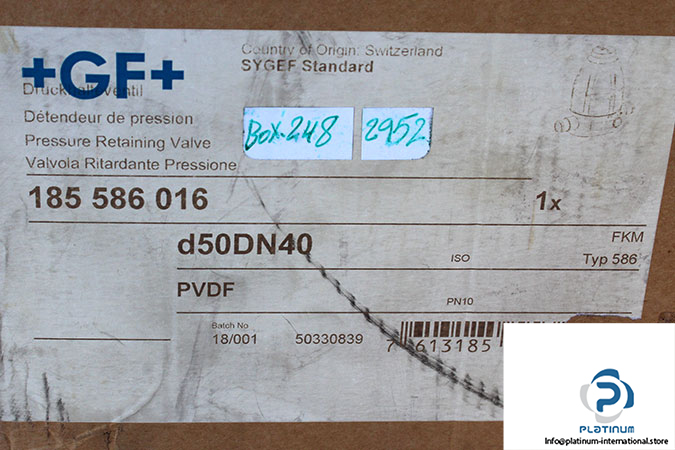 +GF+
Country of Origin: Switzerland
SYGEF Standard
Druckhalteventil
Détendeur de pression
Pressure Retaining Valve
Valvola Ritardante Pressione
Box-248
2952
185 586 016
1x
d50DN40
FKM
ISO
Typ 586
PVDF
PN10
Batch No
18/001
50330839
7 613185
PLATINUM
Info@platinum-international.store